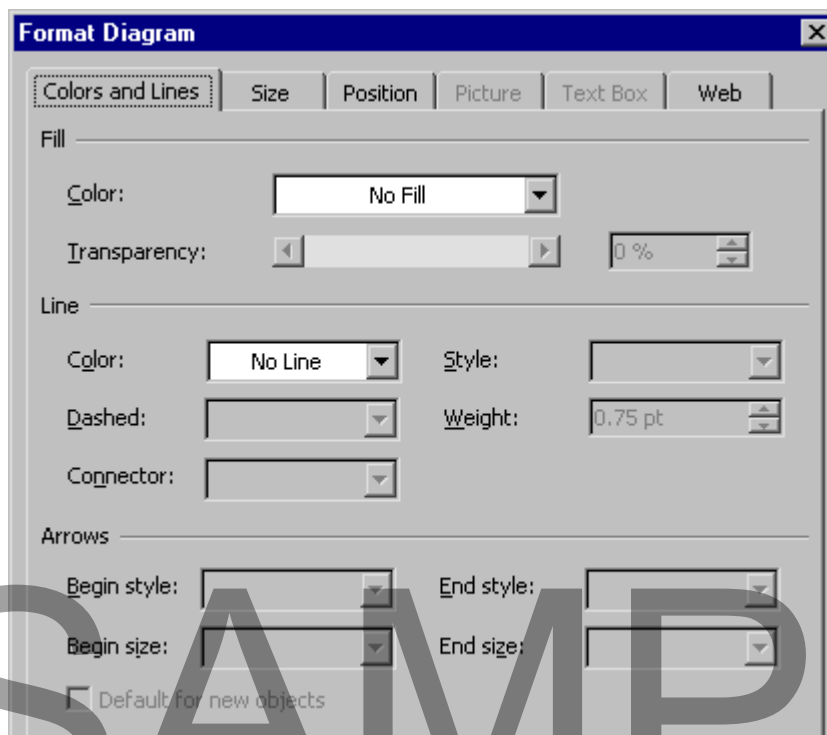 Format Diagram
Colors and Lines Size Position Picture Text Box Web
Fill
Color: No Fill
Transparency: 0 %
Line
Color: No Line Style:
Dashed: Weight: 0.75 pt
Connector:
Arrows
Begin style: End style:
Begin size: End size:
Default for new objects
SAMP